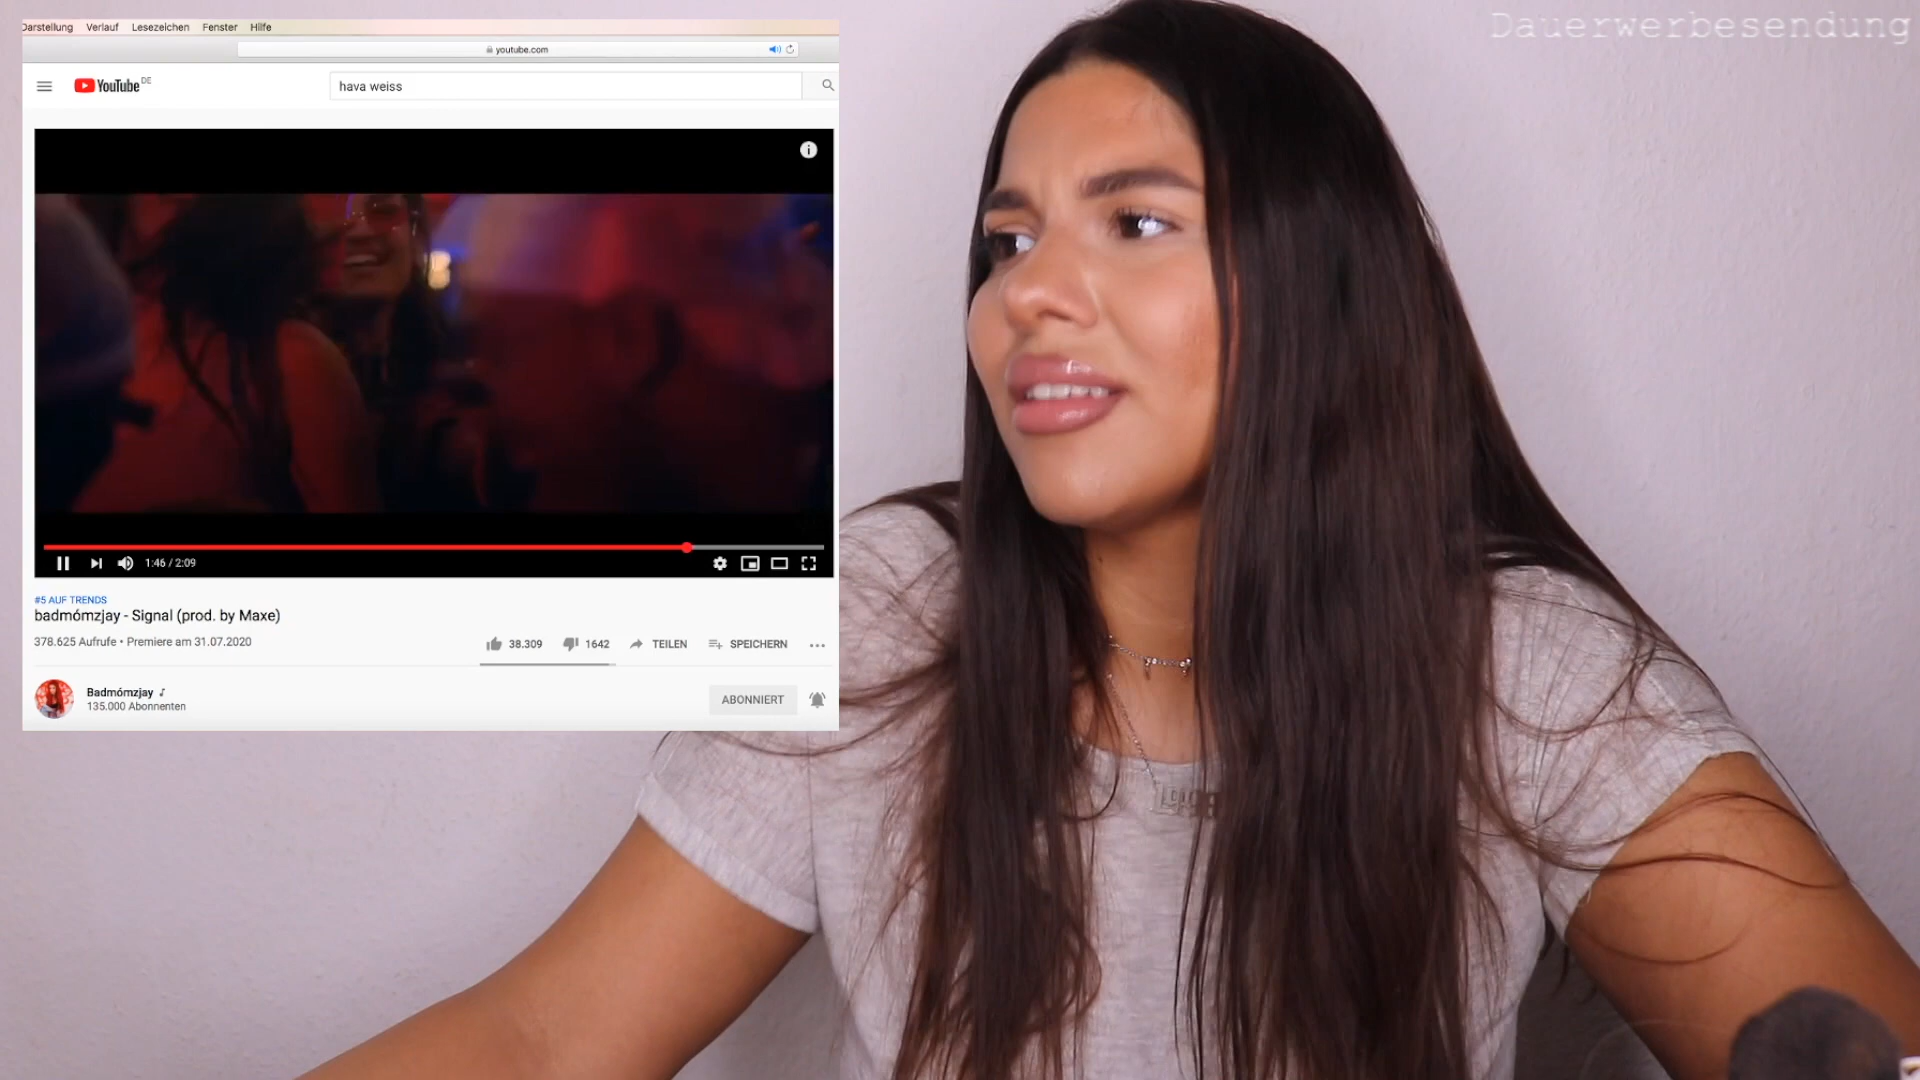 Dauerwerbesendung
Darstellung Verlauf Lesezeichen Fenster Hilfe
youtube.com
YouTube DE
hava weiss
1:46 / 2:09
#5 AUF TRENDS
badmómzjay - Signal (prod. by Maxe)
378.625 Aufrufe • Premiere am 31.07.2020
38.309 1642 TEILEN SPEICHERN
Badmómzjay
135.000 Abonnenten
ABONNIERT